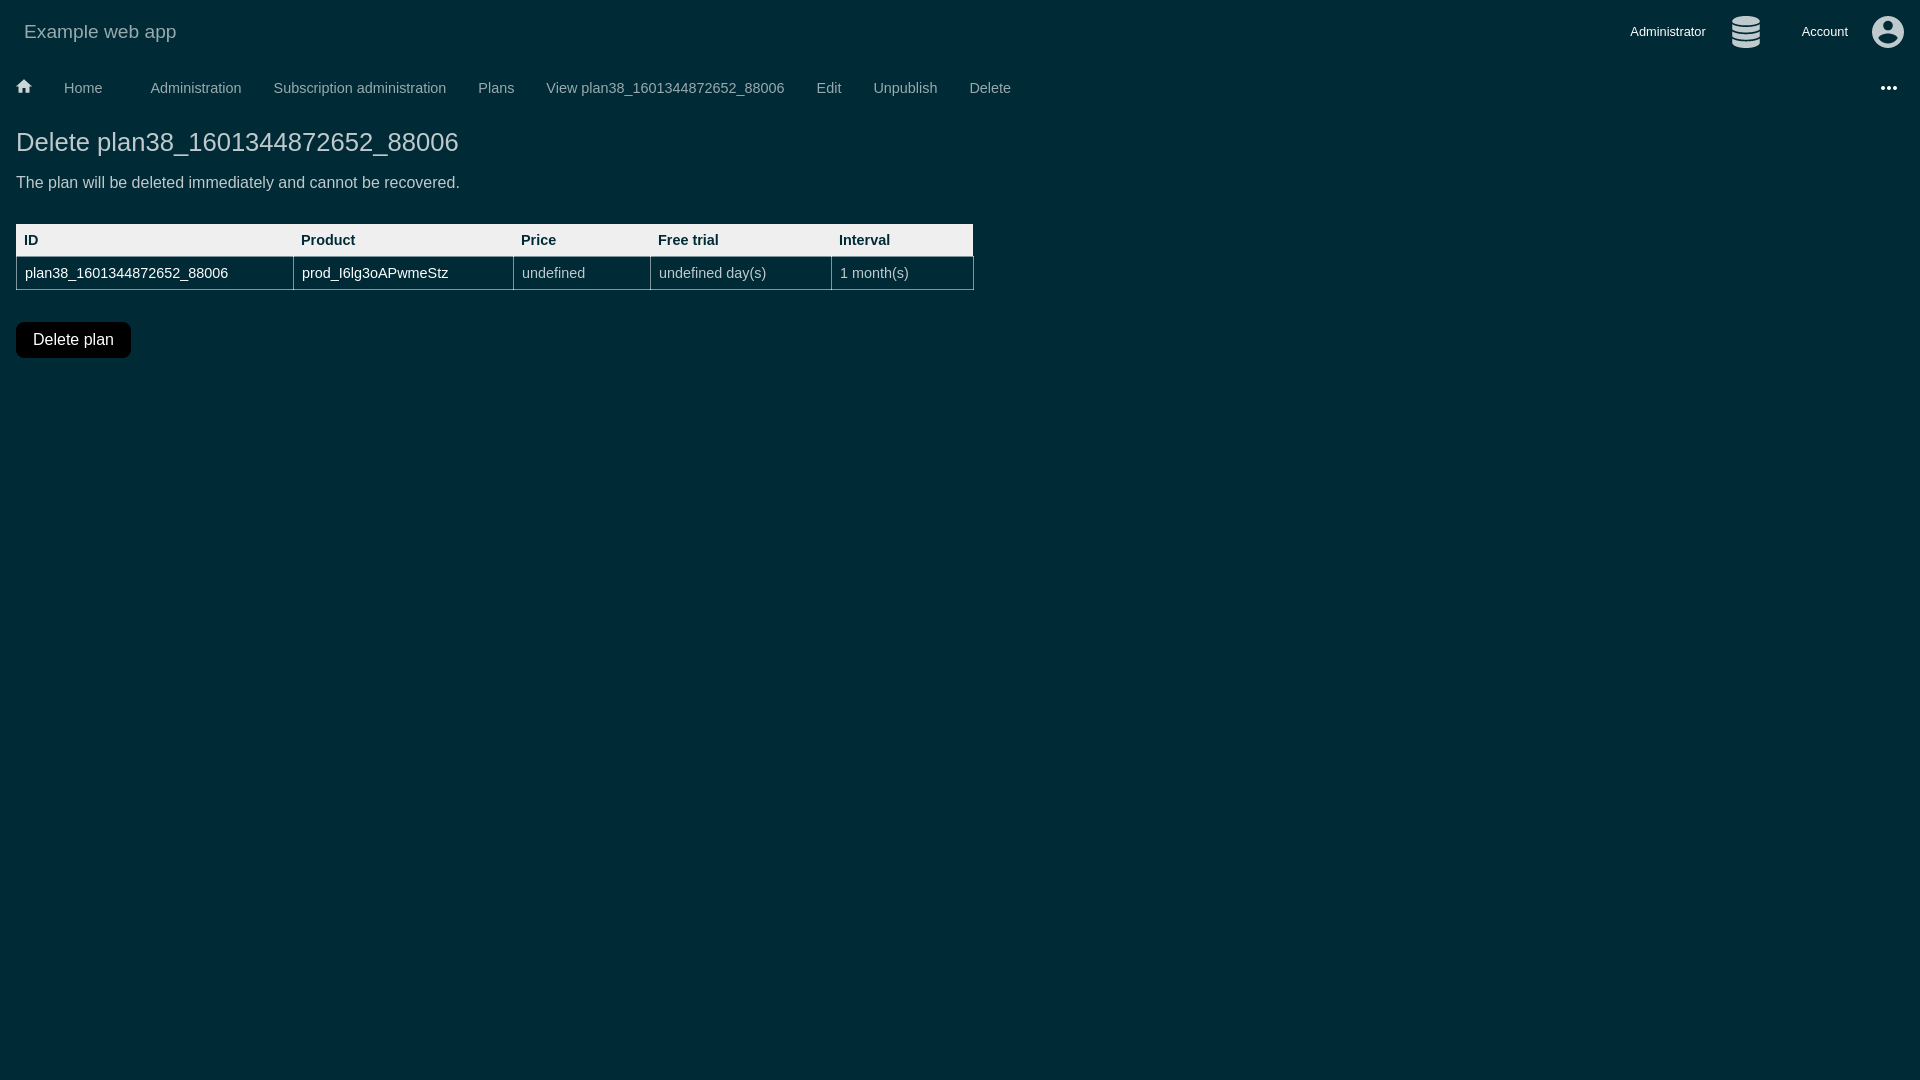 Example web app
Administrator
Account
Home
Administration
Subscription administration
Plans
View plan38_1601344872652_88006
Edit
Unpublish
Delete
Delete plan38_1601344872652_88006
The plan will be deleted immediately and cannot be recovered.
ID Product Price Free trial Interval
plan38_1601344872652_88006 prod_I6lg3oAPwmeStz undefined undefined day(s) 1 month(s)
Delete plan